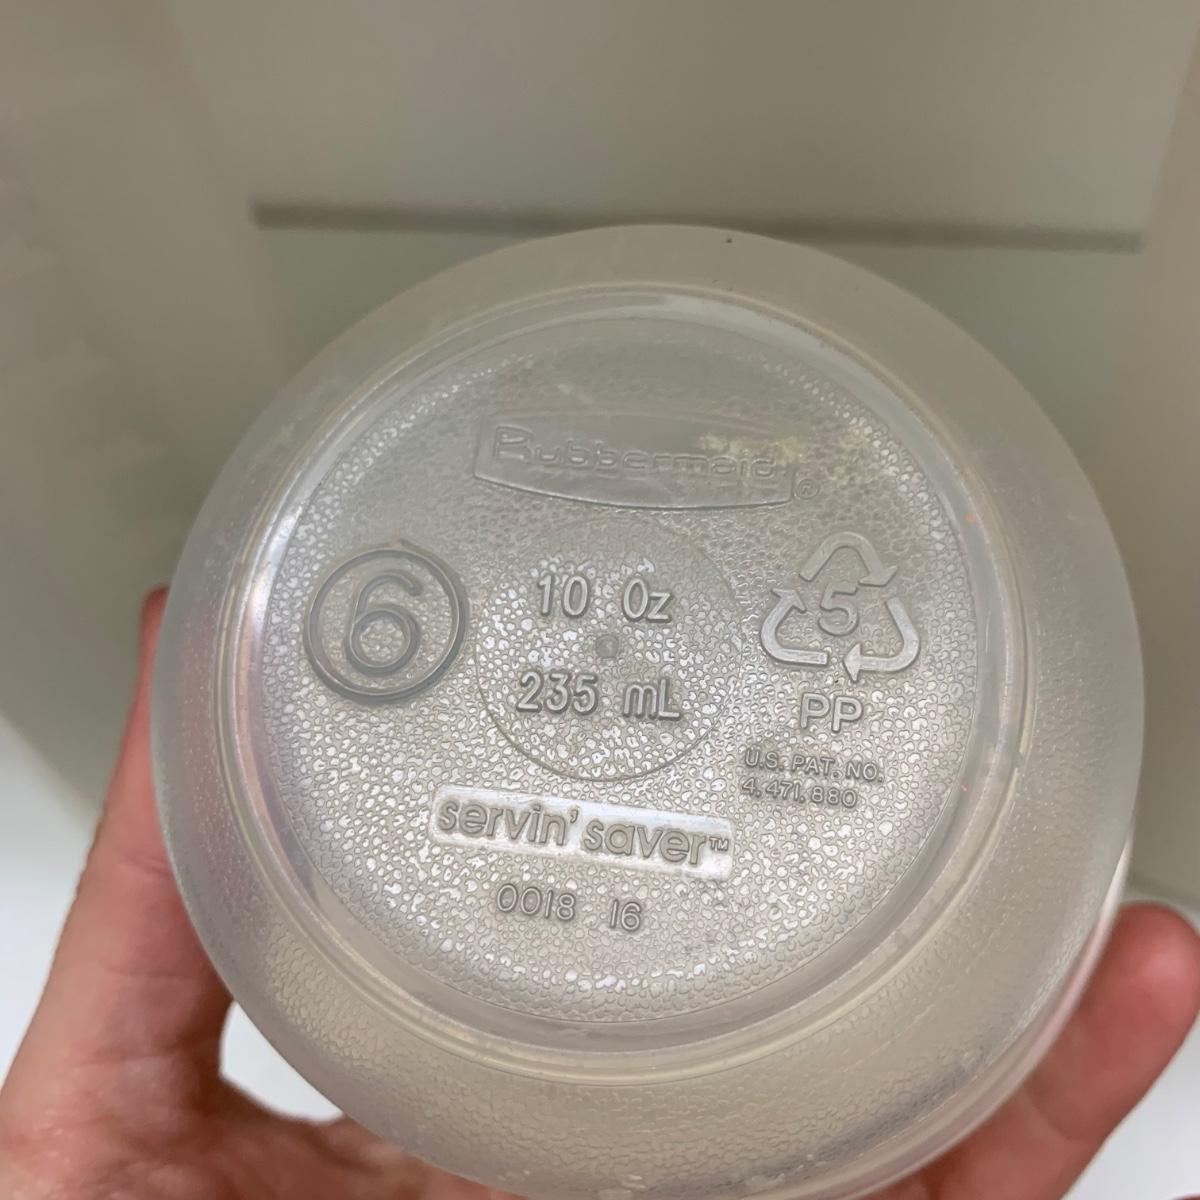 Rubbermaid®
6
10 Oz
235 mL
5
PP
U.S. PAT. NO.
4,471,880
servin' saver™
0018 16